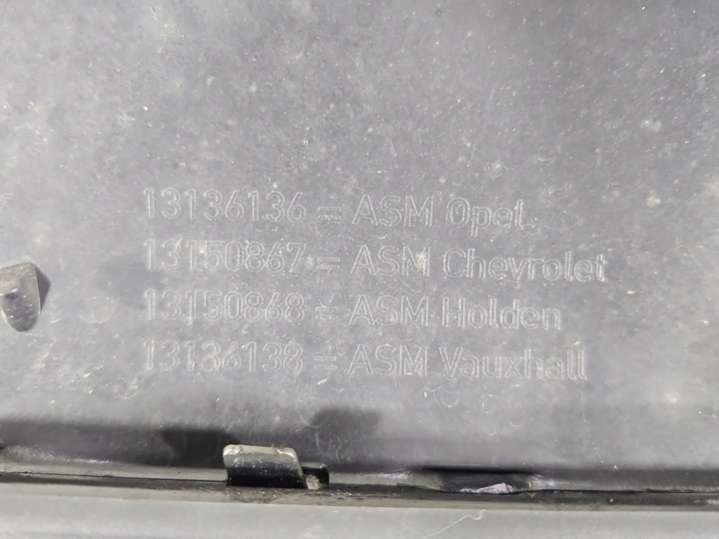 13136136 = ASM Opel
13150867 = ASM Chevrolet
13150868 = ASM Holden
13136138 = ASM Vauxhall